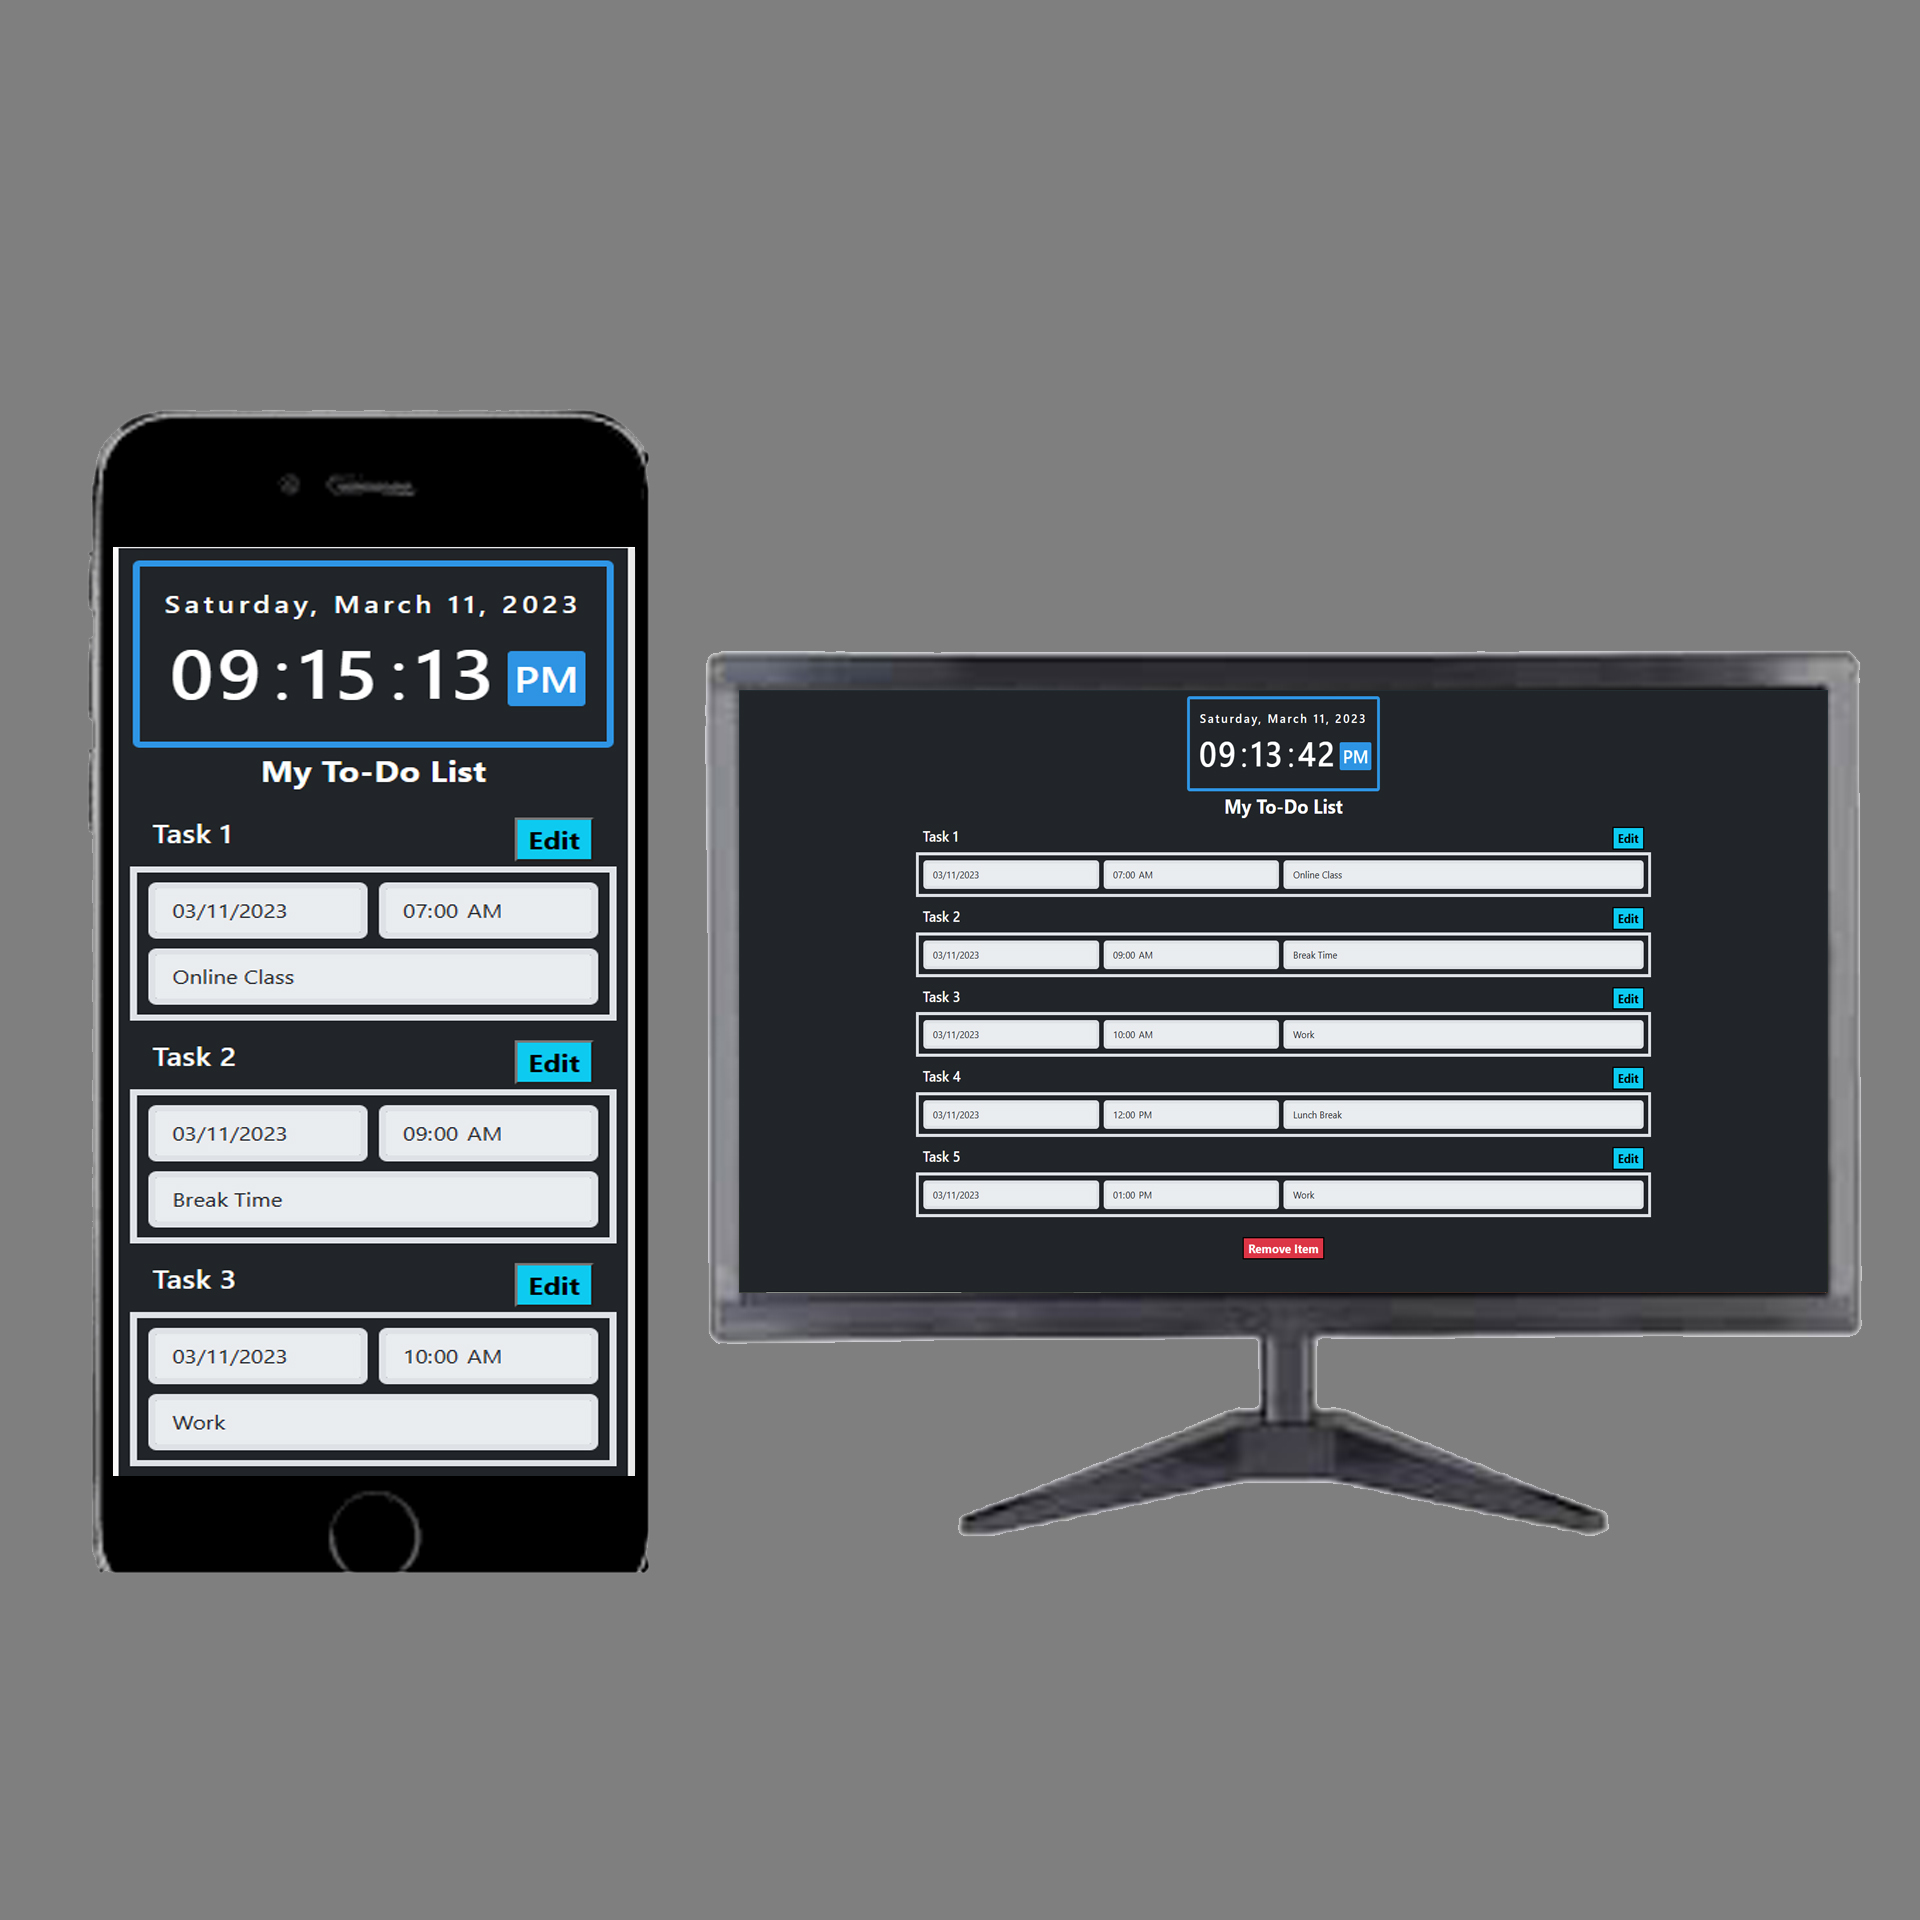 Saturday, March 11, 2023
09:15:13 PM
My To-Do List
Task 1 Edit
03/11/2023 07:00 AM
Online Class
Task 2 Edit
03/11/2023 09:00 AM
Break Time
Task 3 Edit
03/11/2023 10:00 AM
Work
Saturday, March 11, 2023
09:13:42 PM
My To-Do List
Task 1 Edit
03/11/2023 07:00 AM Online Class
Task 2 Edit
03/11/2023 09:00 AM Break Time
Task 3 Edit
03/11/2023 10:00 AM Work
Task 4 Edit
03/11/2023 12:00 PM Lunch Break
Task 5 Edit
03/11/2023 01:00 PM Work
Remove Item